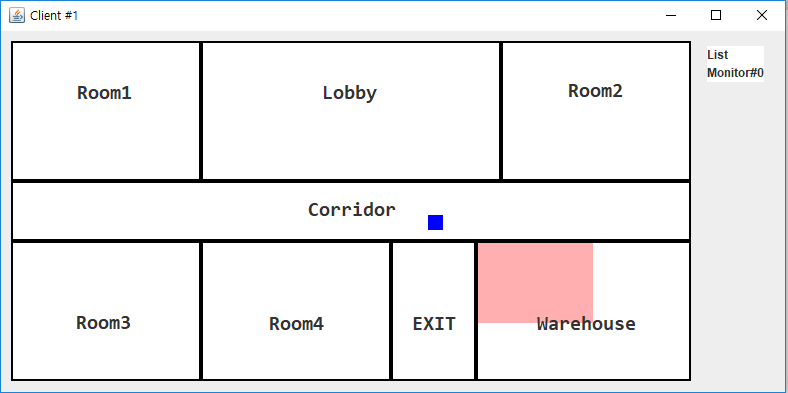 Client #1
List
Monitor#0
Room1
Lobby
Room2
Corridor
Room3
Room4
EXIT
Warehouse